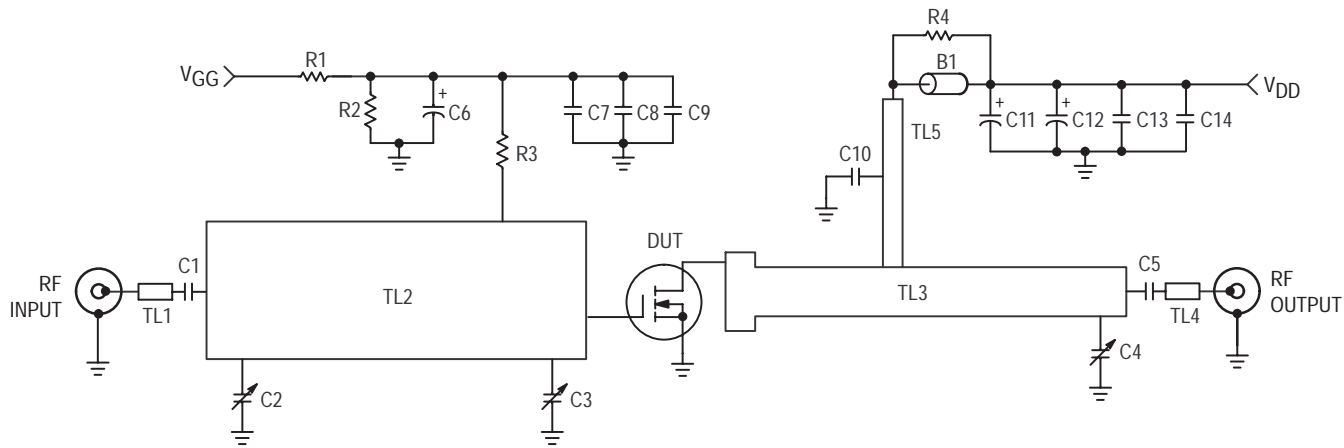 R4
R1
B1
VGG
VDD
R2
+
C6
C7
C8
C9
+
C11
+
C12
C13
C14
TL5
R3
C10
DUT
RF
INPUT
C1
TL1
TL2
TL3
C5
TL4
RF
OUTPUT
C2
C3
C4